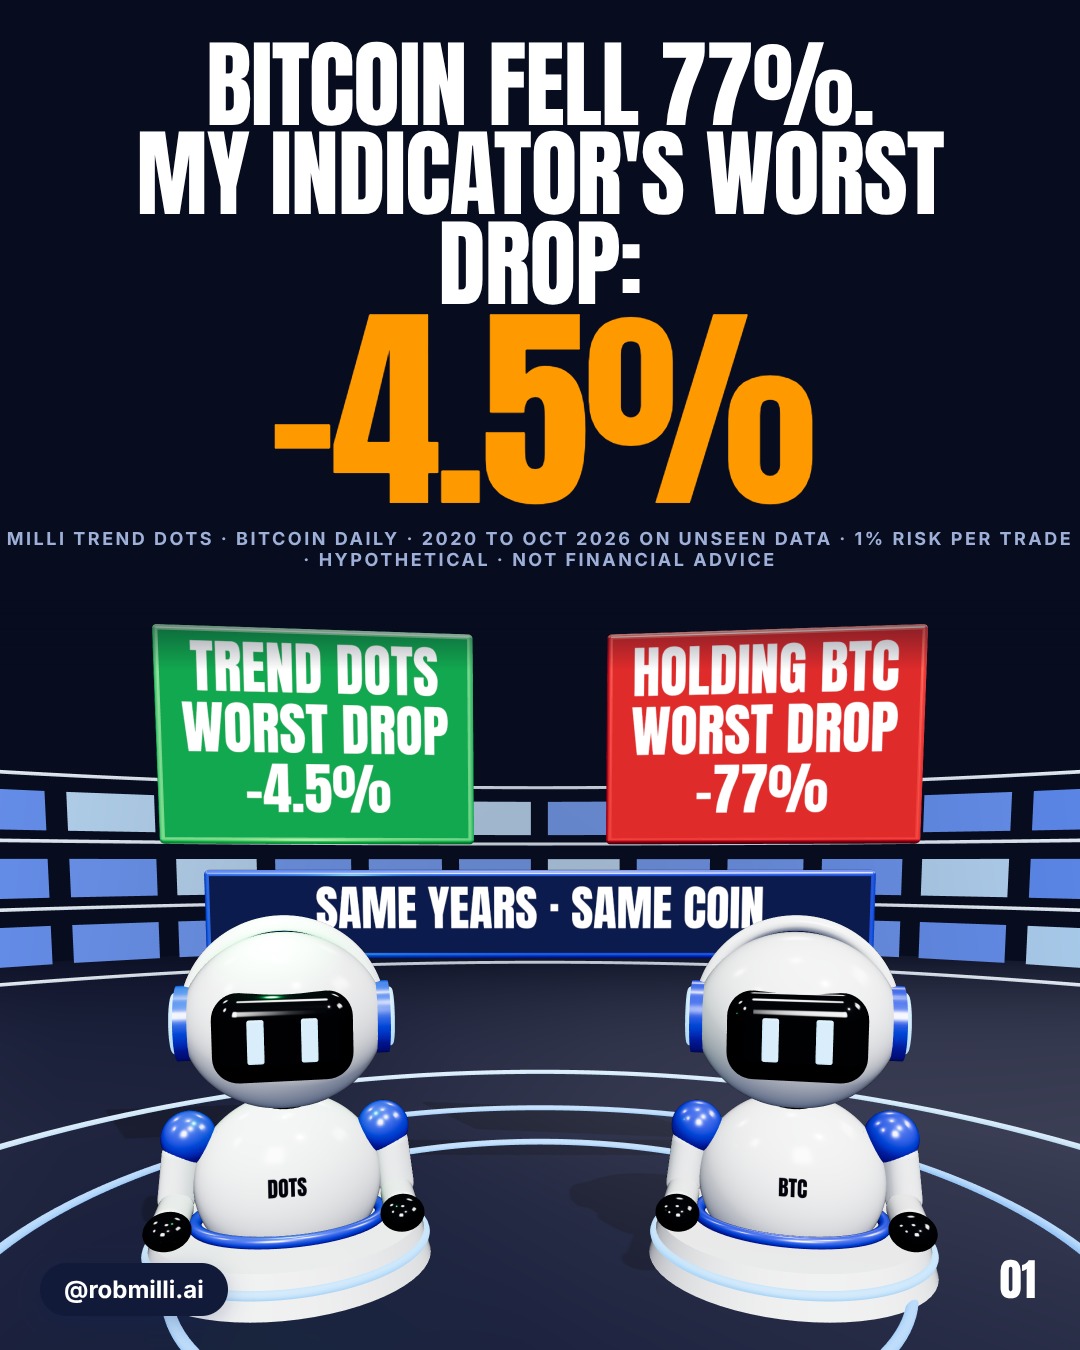 BITCOIN FELL 77%.
MY INDICATOR'S WORST
DROP:
-4.5%
MILLI TREND DOTS · BITCOIN DAILY · 2020 TO OCT 2026 ON UNSEEN DATA · 1% RISK PER TRADE
· HYPOTHETICAL · NOT FINANCIAL ADVICE
TREND DOTS
WORST DROP
-4.5%
HOLDING BTC
WORST DROP
-77%
SAME YEARS · SAME COIN
DOTS
BTC
@robmilli.ai
01